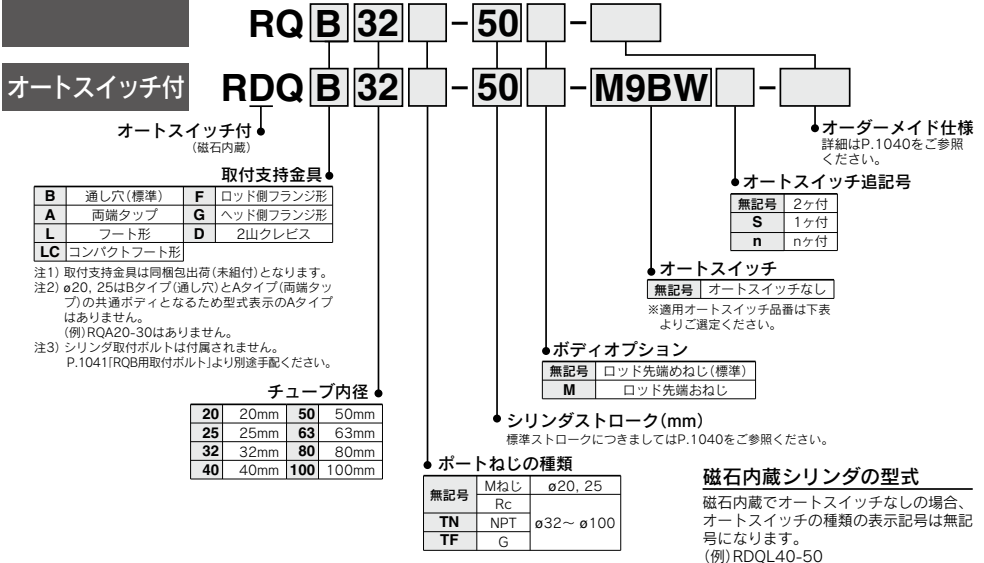 RQ B 32 - 50 -
オートスイッチ付 RDQ B 32 - 50 - M9BW -
オートスイッチ付
(磁石内蔵)
取付支持金具
B 通し穴(標準) F ロッド側フランジ形
A 両端タップ G ヘッド側フランジ形
L フート形 D 2山クレビス
LC コンパクトフート形
注1) 取付支持金具は同梱包出荷(未組付)となります。
注2) ø20, 25はBタイプ(通し穴)とAタイプ(両端タッ
プ)の共通ボディとなるため型式表示のAタイプ
はありません。
(例)RQA20-30はありません。
注3) シリンダ取付ボルトは付属されません。
P.1041「RQB用取付ボルト」より別途手配ください。
チューブ内径
20 20mm 50 50mm
25 25mm 63 63mm
32 32mm 80 80mm
40 40mm 100 100mm
ポートねじの種類
無記号 Mねじ ø20, 25
Rc
TN NPT ø32~ ø100
TF G
シリンダストローク(mm)
標準ストロークにつきましてはP.1040をご参照ください。
ボディオプション
無記号 ロッド先端めねじ(標準)
M ロッド先端おねじ
オートスイッチ
無記号 オートスイッチなし
※適用オートスイッチ品番は下表
よりご選定ください。
オートスイッチ追記号
無記号 2ヶ付
S 1ヶ付
n nヶ付
オーダーメイド仕様
詳細はP.1040をご参照
ください。
磁石内蔵シリンダの型式
磁石内蔵でオートスイッチなしの場合、
オートスイッチの種類の表示記号は無記
号になります。
(例)RDQL40-50